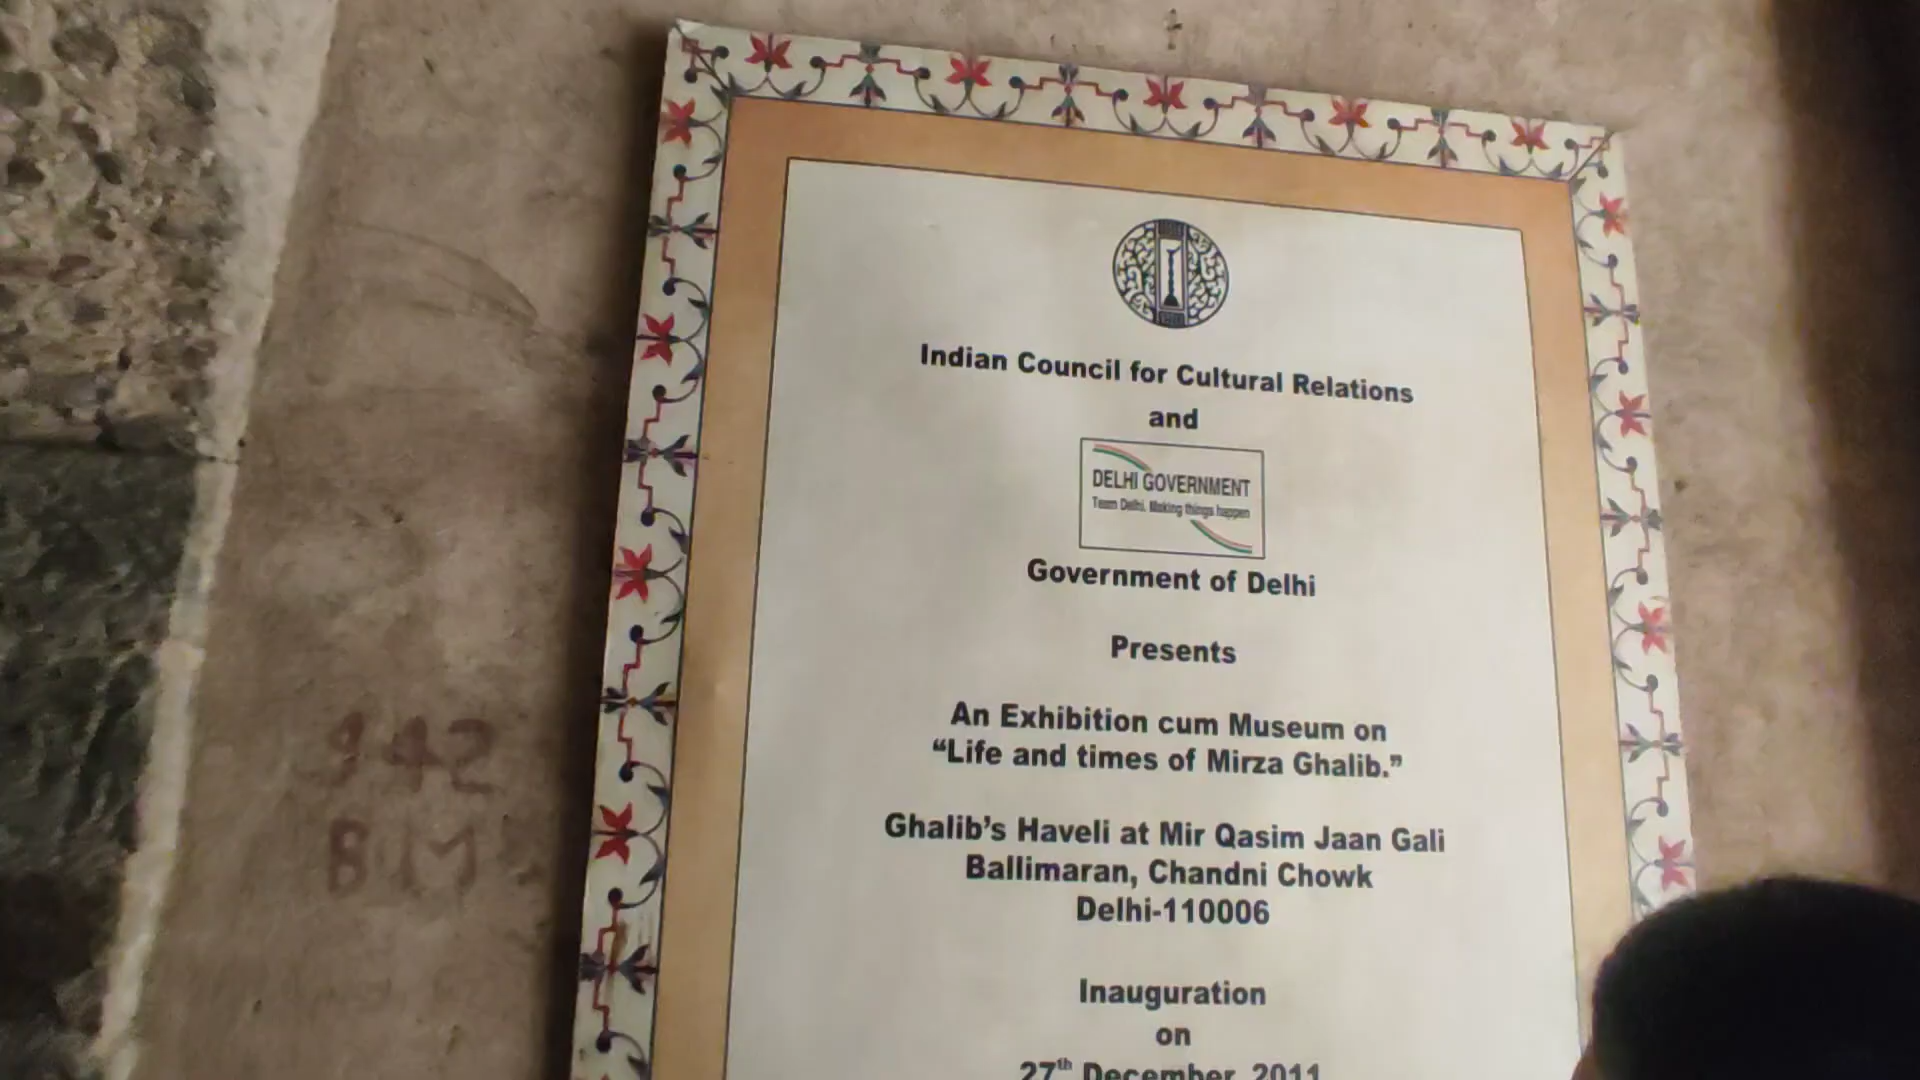 Indian Council for Cultural Relations
and
DELHI GOVERNMENT
Team Delhi. Making things happen
Government of Delhi
Presents
An Exhibition cum Museum on
“Life and times of Mirza Ghalib.”
Ghalib’s Haveli at Mir Qasim Jaan Gali
Ballimaran, Chandni Chowk
Delhi-110006
Inauguration
on
27th December, 2011
942